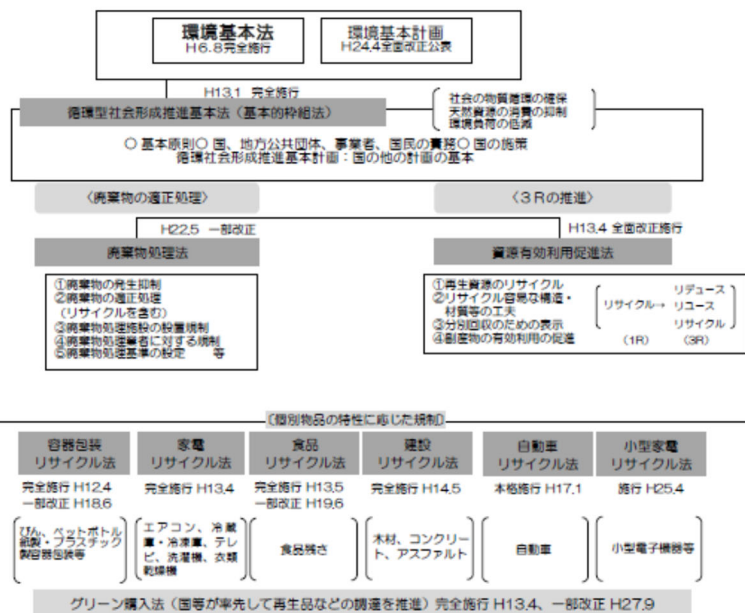 環境基本法
H6.8完全施行
環境基本計画
H24.4全面改正公表
H13.1 完全施行
循環型社会形成推進基本法（基本的枠組法）
社会の物質循環の確保
天然資源の消費の抑制
環境負荷の低減
○ 基本原則○ 国、地方公共団体、事業者、国民の責務○ 国の施策
循環社会形成推進基本計画：国の他の計画の基本
〈廃棄物の適正処理〉
〈３Rの推進〉
H22.5 一部改正
H13.4 全面改正施行
廃棄物処理法
資源有効利用促進法
①廃棄物の発生抑制
②廃棄物の適正処理
（リサイクルを含む）
③廃棄物処理施設の設置規制
④廃棄物処理業者に対する規制
⑤廃棄物処理基準の設定 等
①再生資源のリサイクル
②リサイクル容易な構造・
材質等の工夫
③分別回収のための表示
④副産物の有効利用の促進
リサイクル→
リデュース
リユース
リサイクル
（1R）
（3R）
［個別物品の特性に応じた規制］
容器包装
リサイクル法
家電
リサイクル法
食品
リサイクル法
建設
リサイクル法
自動車
リサイクル法
小型家電
リサイクル法
完全施行 H12.4
一部改正 H18.6
完全施行 H13.4
完全施行 H13.5
一部改正 H19.6
完全施行 H14.5
本格施行 H17.1
施行 H25.4
びん、ペットボトル
紙製・プラスチック
製容器包装等
エアコン、冷蔵
庫・冷凍庫、テレ
ビ、洗濯機、衣類
乾燥機
食品残さ
木材、コンクリー
ト、アスファルト
自動車
小型電子機器等
グリーン購入法（国等が率先して再生品などの調達を推進）完全施行 H13.4、一部改正 H27.9